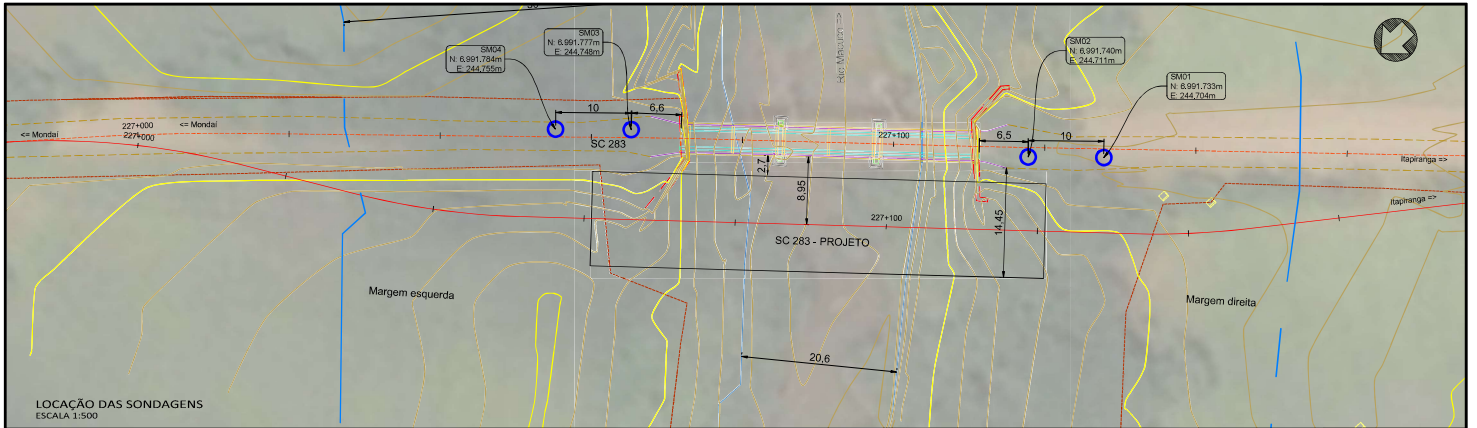 SM04
N: 6.991.784m
E: 244.755m
SM03
N: 6.991.777m
E: 244.748m
SM02
N: 6.991.740m
E: 244.711m
SM01
N: 6.991.733m
E: 244.704m
10
6,6
6,5
10
<= Mondaí
227+000
227+000
<= Mondaí
SC 283
227+100
Itapiranga =>
2,7
8,95
14,45
Itapiranga =>
227+100
SC 283 - PROJETO
Margem esquerda
Margem direita
20,6
LOCAÇÃO DAS SONDAGENS
ESCALA 1:500